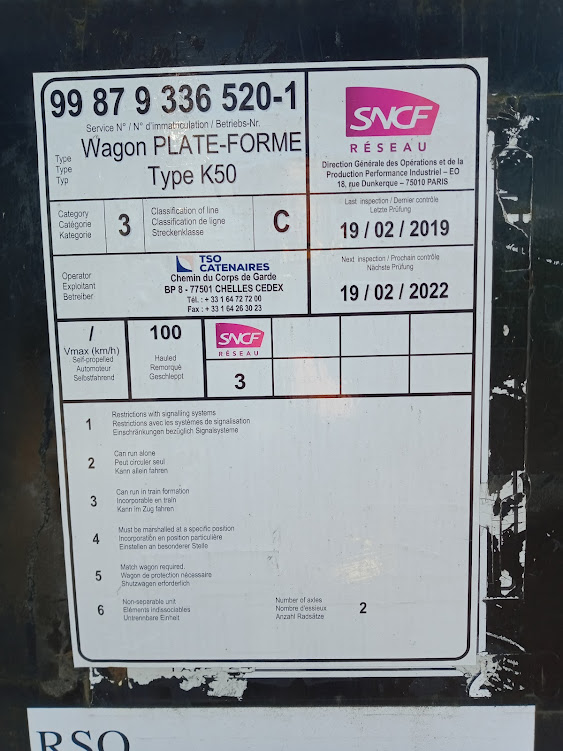 99 87 9 336 520-1
Service N° / N° d'immatriculation / Betriebs-Nr.
Type
Type
Typ
Wagon PLATE-FORME
Type K50
SNCF
RÉSEAU
Direction Générale des Opérations et de la
Production Performance Industriel – EO
18, rue Dunkerque – 75010 PARIS
Category
Catégorie
Kategorie
3
Classification of line
Classification de ligne
Streckenklasse
C
Last inspection / Dernier contrôle
Letzte Prüfung
19 / 02 / 2019
Operator
Exploitant
Betreiber
TSO
CATENAIRES
Chemin du Corps de Garde
BP 8 - 77501 CHELLES CEDEX
Tél. : + 33 1 64 72 72 00
Fax : + 33 1 64 26 30 23
Next inspection / Prochain contrôle
Nächste Prüfung
19 / 02 / 2022
/
Vmax (km/h)
Self-propelled
Automoteur
Selbstfahrend
100
Hauled
Remorqué
Geschleppt
SNCF
RÉSEAU
3
1
Restrictions with signalling systems
Restrictions avec les systèmes de signalisation
Einschränkungen bezüglich Signalsysteme
2
Can run alone
Peut circuler seul
Kann allein fahren
3
Can run in train formation
Incorporable en train
Kann im Zug fahren
4
Must be marshalled at a specific position
Incorporation en position particulière
Einstellen an besonderer Stelle
5
Match wagon required.
Wagon de protection nécessaire
Shutzwagen erforderlich
6
Non-seperable unit
Eléments indissociables
Untrennbare Einheit
Number of axles
Nombre d'essieux
Anzahl Radsätze
2
RSO